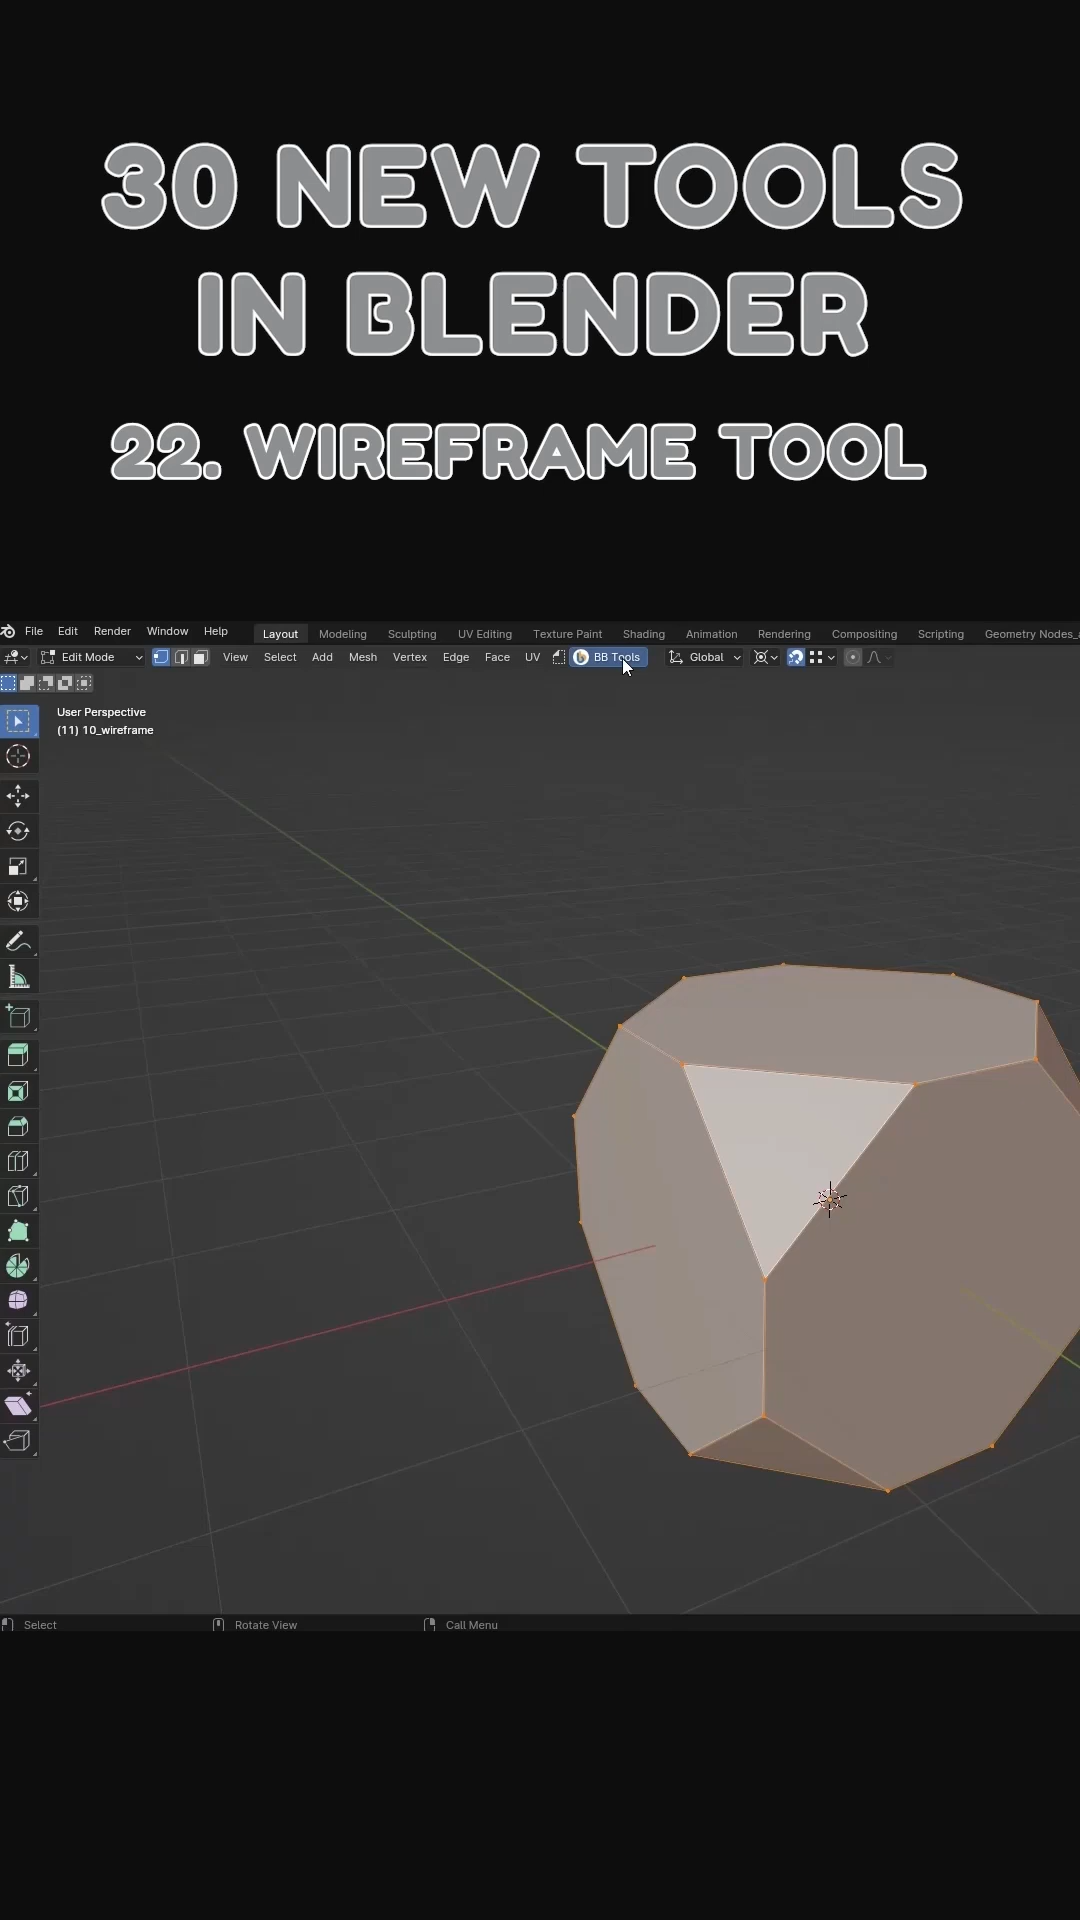 30 NEW TOOLS
IN BLENDER
22. WIREFRAME TOOL
File Edit Render Window Help Layout Modeling Sculpting UV Editing Texture Paint Shading Animation Rendering Compositing Scripting Geometry Nodes_a
Edit Mode View Select Add Mesh Vertex Edge Face UV BB Tools Global
User Perspective
(11) 10_wireframe
Select Rotate View Call Menu